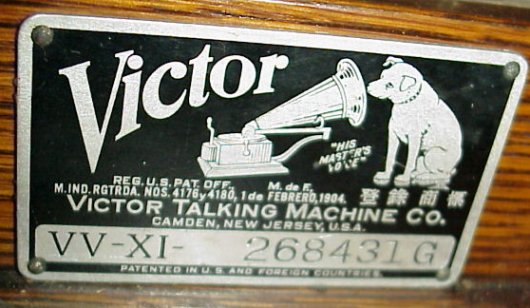 Victor
"HIS
MASTER'S
VOICE"
REG. U.S. PAT. OFF. M. de F.
M. IND. RGTRDA. NOS. 4176 y 4180, 1 de FEBRERO, 1904. 登録商標
VICTOR TALKING MACHINE CO.
CAMDEN, NEW JERSEY, U.S.A.
VV-XI- 268431 G
PATENTED IN U.S. AND FOREIGN COUNTRIES